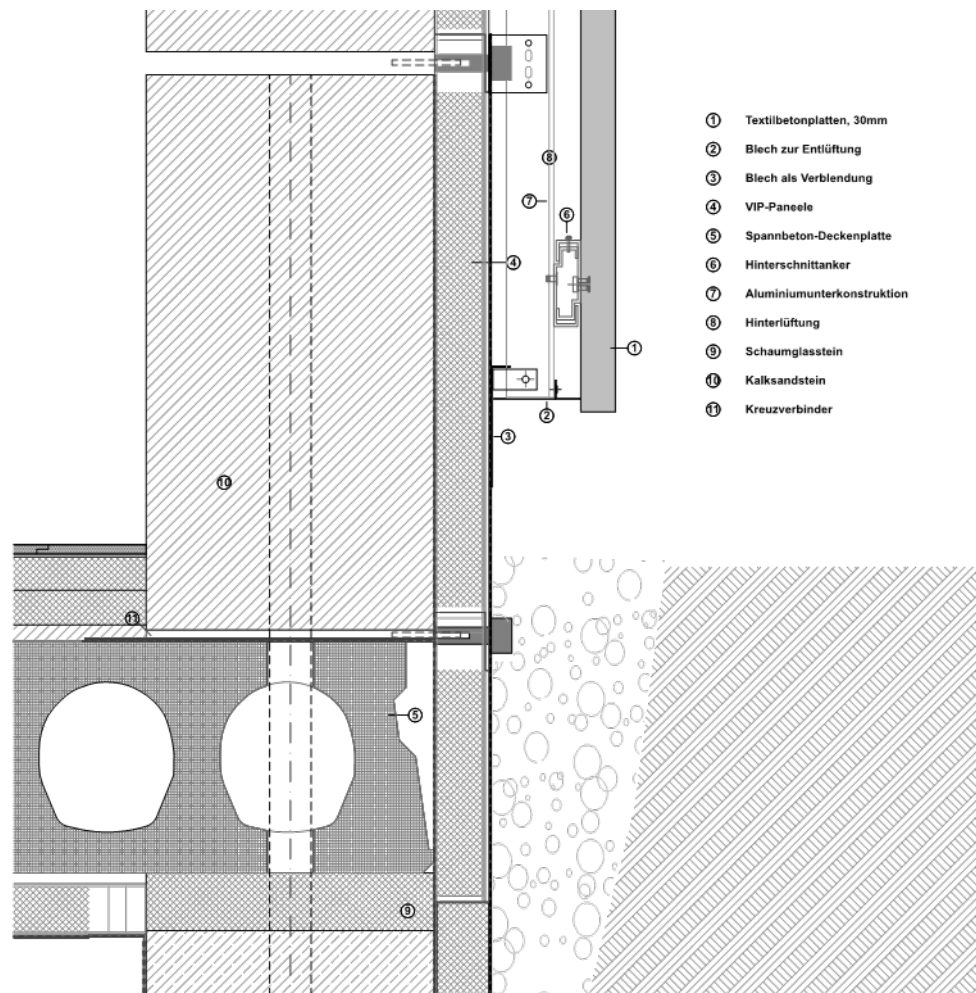 ① Textilbetonplatten, 30mm
② Blech zur Entlüftung
③ Blech als Verblendung
④ VIP-Paneele
⑤ Spannbeton-Deckenplatte
⑥ Hinterschnittanker
⑦ Aluminiumunterkonstruktion
⑧ Hinterlüftung
⑨ Schaumglasstein
⑩ Kalksandstein
⑪ Kreuzverbinder
⑧
⑦
⑥
④
①
②
③
⑩
⑪
⑤
⑨